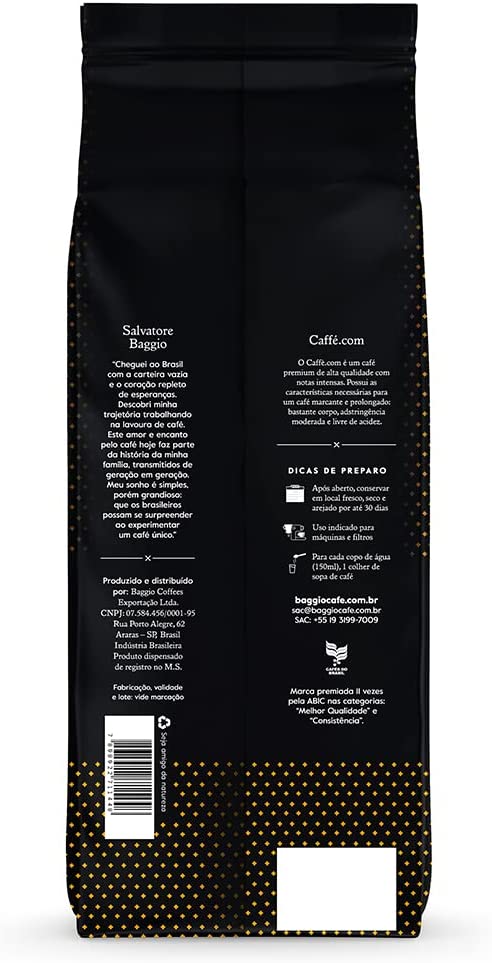 Salvatore
Baggio
"Cheguei ao Brasil
com a carteira vazia
e o coração repleto
de esperanças.
Descobri minha
trajetória trabalhando
na lavoura de café.
Este amor e encanto
pelo café hoje faz parte
da história da minha
família, transmitidos de
geração em geração.
Meu sonho é simples,
porém grandioso:
que os brasileiros
possam se surpreender
ao experimentar
um café único."
Produzido e distribuído
por: Baggio Coffees
Exportação Ltda.
CNPJ: 07.584.456/0001-95
Rua Porto Alegre, 62
Araras – SP, Brasil
Indústria Brasileira
Produto dispensado
de registro no M.S.
Fabricação, validade
e lote: vide marcação
7898922711448
Seja amigo da natureza
Caffé.com
O Caffè.com é um café
premium de alta qualidade com
notas intensas. Possui as
características necessárias para
um café marcante e prolongado:
bastante corpo, adstringência
moderada e livre de acidez.
DICAS DE PREPARO
Após aberto, conservar
em local fresco, seco e
arejado por até 30 dias
Uso indicado para
máquinas e filtros
Para cada copo de água
(150ml), 1 colher de
sopa de café
baggiocafe.com.br
sac@baggiocafe.com.br
SAC: +55 19 3199-7009
CAFÉS DO
BRASIL
Marca premiada 11 vezes
pela ABIC nas categorias:
"Melhor Qualidade" e
"Consistência".